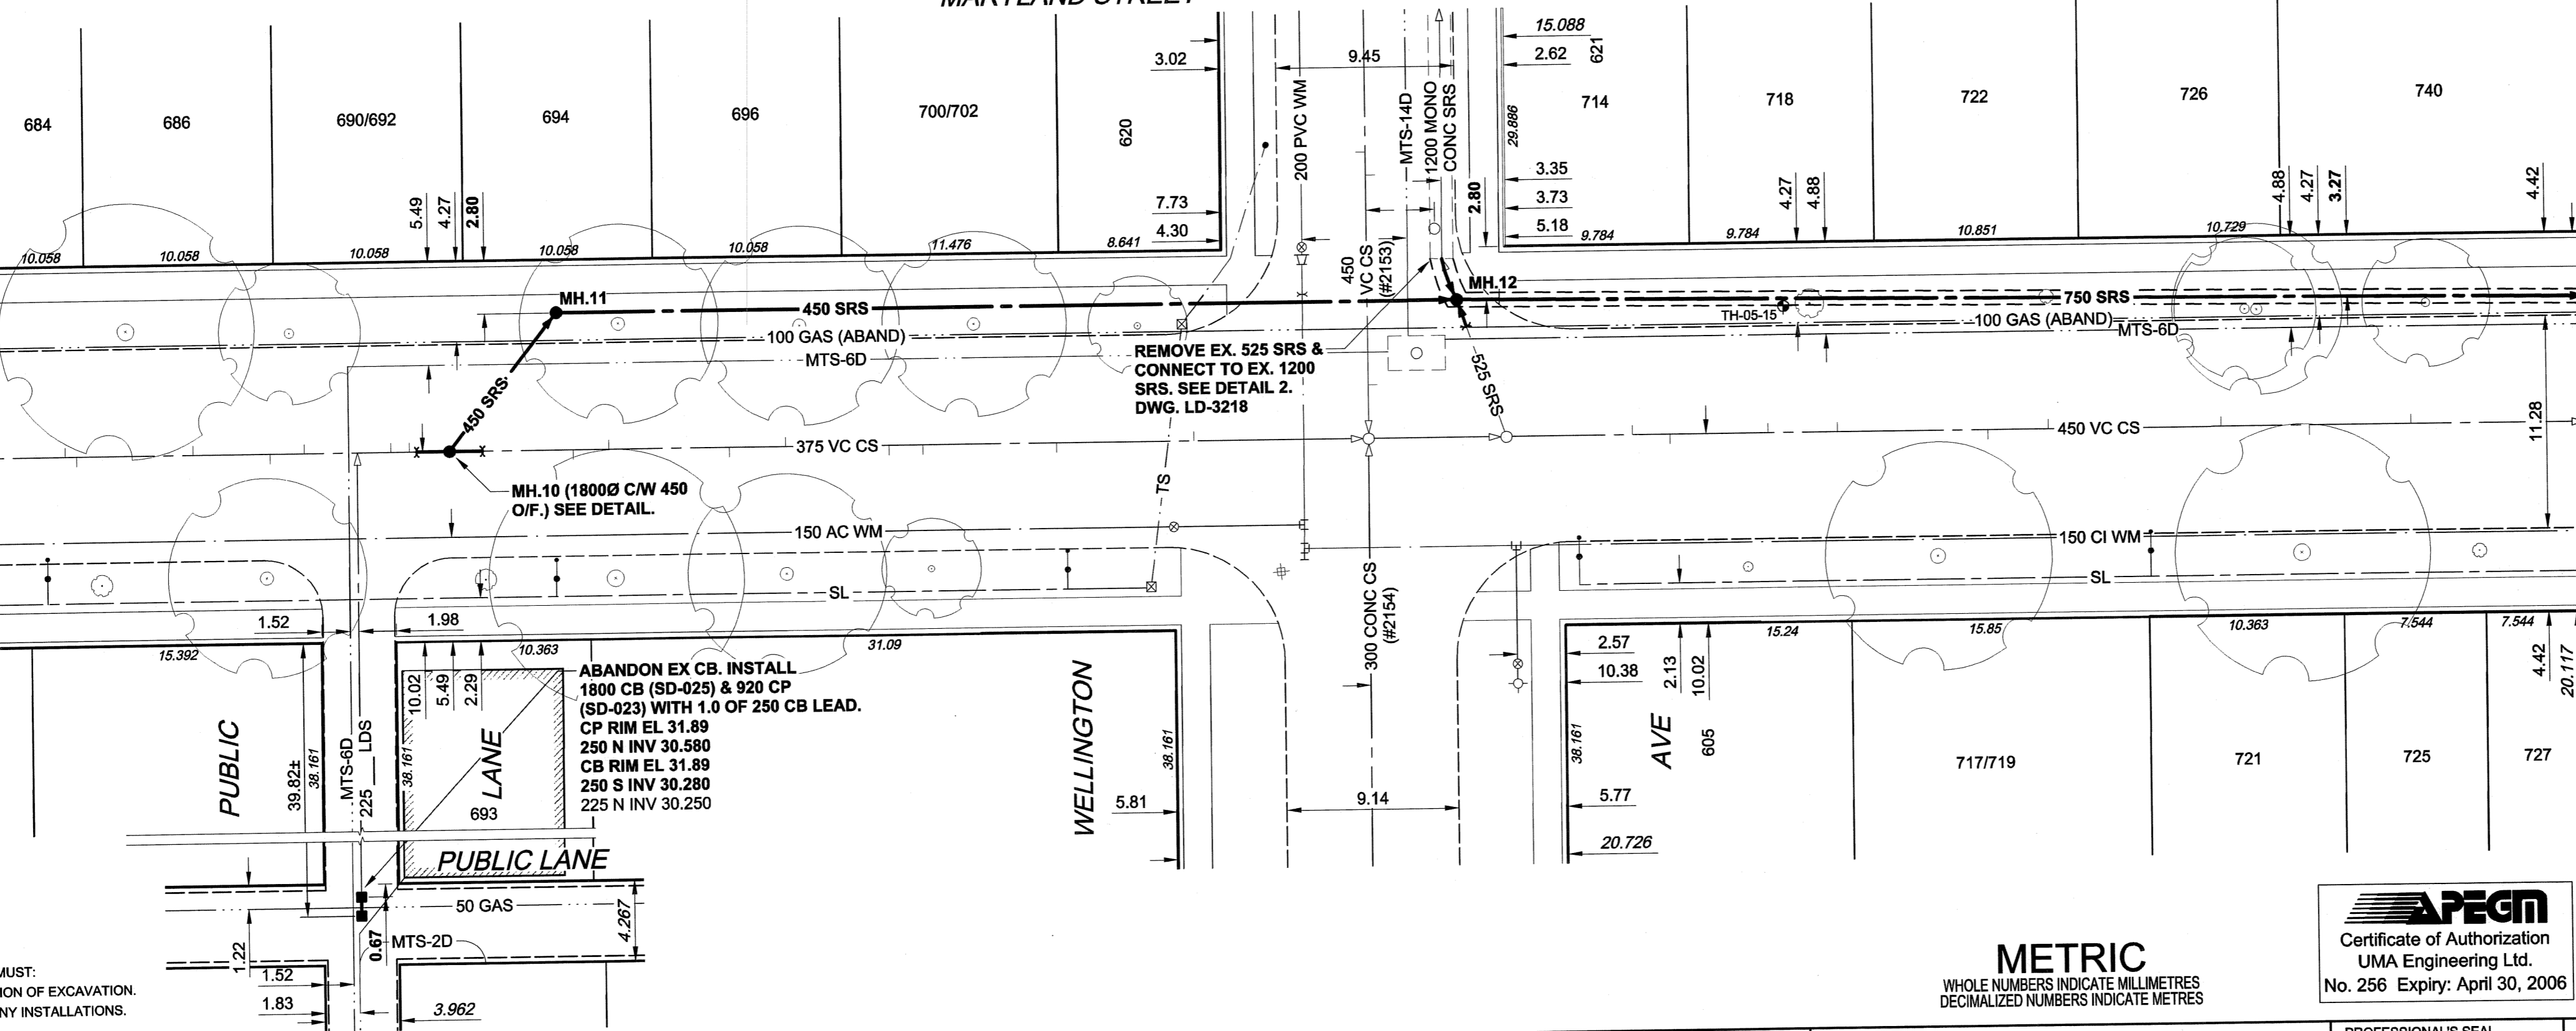 684
686
690/692
694
696
700/702
620
3.02
9.45
15.088
2.62
621
714
718
722
726
740
200 PVC WM
MTS-14D
1200 MONO
CONC SRS
29.886
5.49
4.27
2.80
7.73
4.30
450
VC CS
(#2153)
2.80
3.35
3.73
5.18
4.27
4.88
4.88
4.27
3.27
4.42
10.058
10.058
10.058
10.058
10.058
11.476
8.641
9.784
9.784
10.851
10.729
MH.11
450 SRS
100 GAS (ABAND)
MTS-6D
450 SRS
MH.12
TH-05-15
750 SRS
100 GAS (ABAND)
MTS-6D
REMOVE EX. 525 SRS &
CONNECT TO EX. 1200
SRS. SEE DETAIL 2.
DWG. LD-3218
525 SRS
375 VC CS
450 VC CS
11.28
MH.10 (1800Ø C/W 450
O/F.) SEE DETAIL.
TS
150 AC WM
150 CI WM
SL
SL
300 CONC CS
(#2154)
1.52
1.98
15.392
10.363
31.09
15.24
15.85
10.363
7.544
7.544
10.02
5.49
2.29
ABANDON EX CB. INSTALL
1800 CB (SD-025) & 920 CP
(SD-023) WITH 1.0 OF 250 CB LEAD.
CP RIM EL 31.89
250 N INV 30.580
CB RIM EL 31.89
250 S INV 30.280
225 N INV 30.250
2.57
10.38
2.13
10.02
4.42
20.117
PUBLIC
LANE
39.82±
38.161
MTS-6D
225 LDS
38.161
693
WELLINGTON
38.161
38.161
AVE
605
717/719
721
725
727
5.81
9.14
5.77
20.726
PUBLIC LANE
50 GAS
4.267
MTS-2D
1.22
0.67
1.52
1.83
3.962
MUST:
ION OF EXCAVATION.
NY INSTALLATIONS.
METRIC
WHOLE NUMBERS INDICATE MILLIMETRES
DECIMALIZED NUMBERS INDICATE METRES
APEGM
Certificate of Authorization
UMA Engineering Ltd.
No. 256 Expiry: April 30, 2006